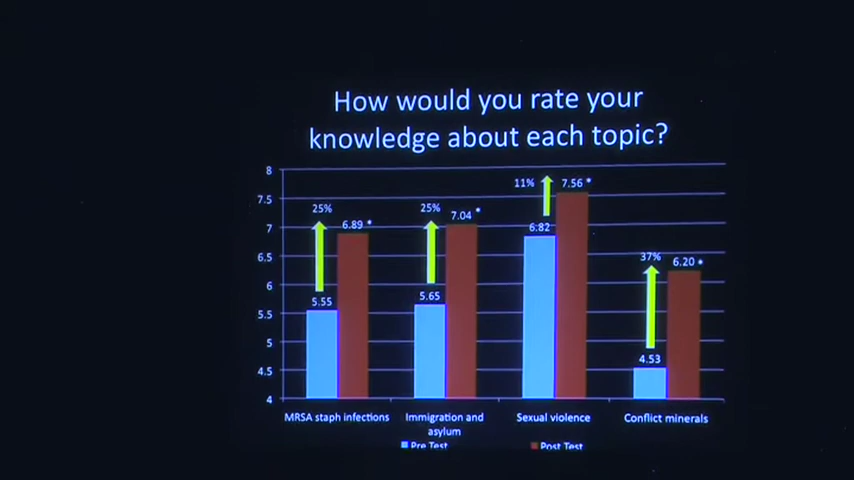 How would you rate your
knowledge about each topic?
8
7.5
7
6.5
6
5.5
5
4.5
4
25%
6.89 *
5.55
25%
7.04 *
5.65
11%
7.56 *
6.82
37%
6.20 *
4.53
MRSA staph infections
Immigration and
asylum
Sexual violence
Conflict minerals
Pre Test
Post Test